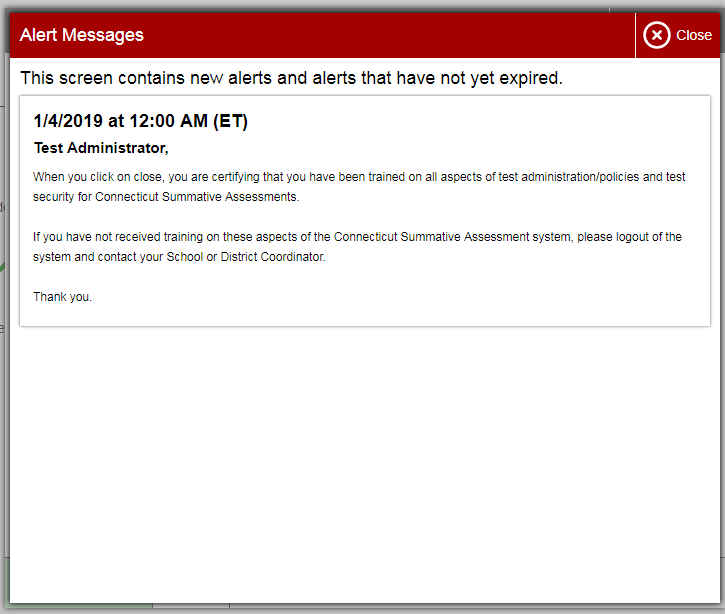 Alert Messages
Close
This screen contains new alerts and alerts that have not yet expired.
1/4/2019 at 12:00 AM (ET)
Test Administrator,
When you click on close, you are certifying that you have been trained on all aspects of test administration/policies and test
security for Connecticut Summative Assessments.
If you have not received training on these aspects of the Connecticut Summative Assessment system, please logout of the
system and contact your School or District Coordinator.
Thank you.